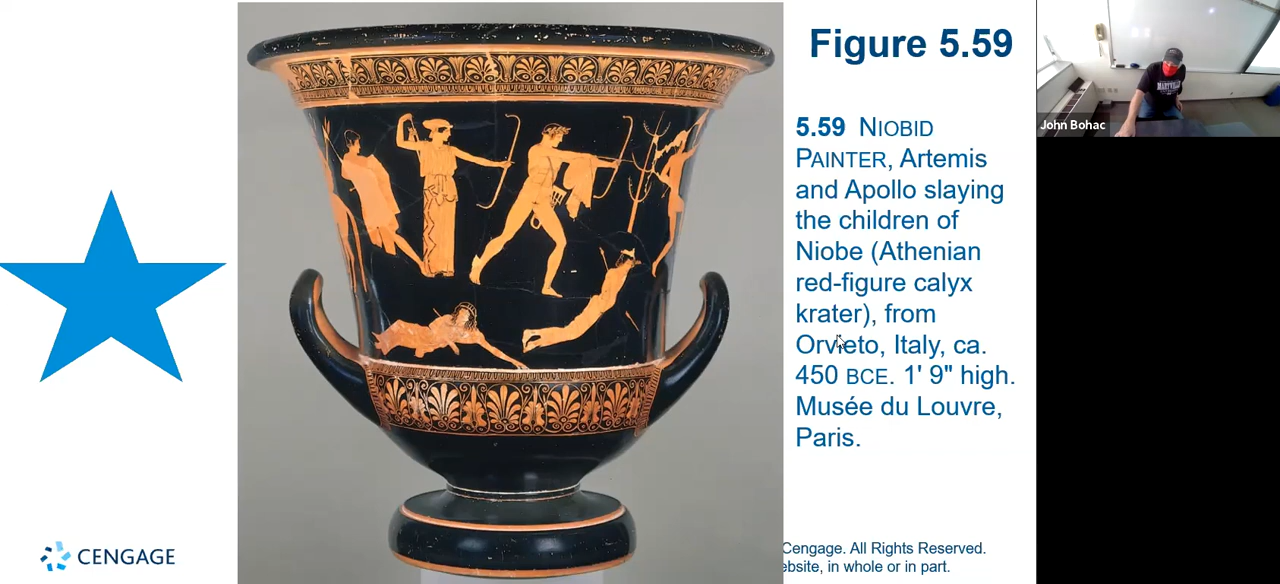 Figure 5.59
5.59 NIOBID
PAINTER, Artemis
and Apollo slaying
the children of
Niobe (Athenian
red-figure calyx
krater), from
Orvieto, Italy, ca.
450 BCE. 1' 9" high.
Musée du Louvre,
Paris.
CENGAGE
Cengage. All Rights Reserved.
in whole or in part.
John Bohac